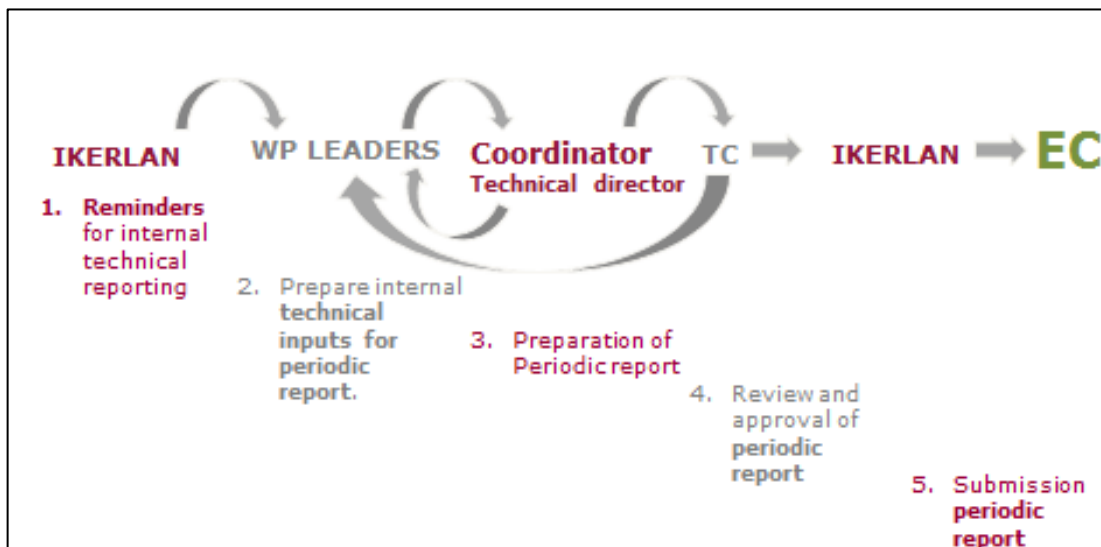 IKERLAN
WP LEADERS
Coordinator
Technical director
TC
IKERLAN
EC
1. Reminders
for internal
technical
reporting
2. Prepare internal
technical
inputs for
periodic
report.
3. Preparation of
Periodic report
4. Review and
approval of
periodic
report
5. Submission
periodic
report